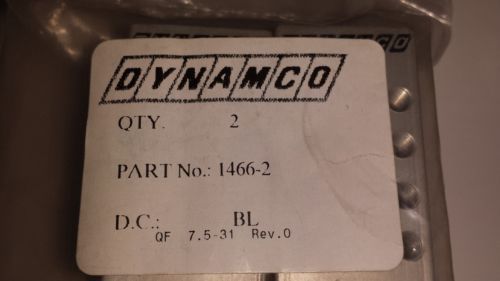 DYNAMCO
QTY. 2
PART No.: 1466-2
D.C.: BL
QF 7.5-31 Rev.0